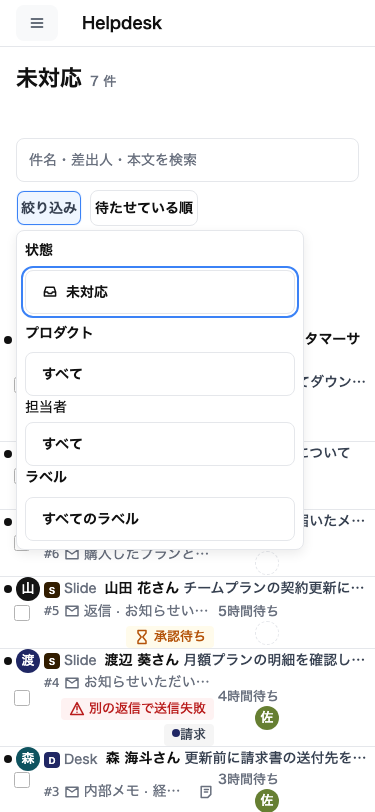 Helpdesk
未対応 7 件
件名・差出人・本文を検索
絞り込み 待たせている順
状態
未対応
プロダクト
すべて
担当者
すべて
ラベル
すべてのラベル
タマーサ
てダウン…
について
届いたメ…
#6 購入したプランと…
山 S Slide 山田 花さん チームプランの契約更新に…
#5 返信 · お知らせい… 5時間待ち
承認待ち
渡 S Slide 渡辺 葵さん 月額プランの明細を確認し…
#4 お知らせいただい… 4時間待ち
別の返信で送信失敗 佐
請求
森 D Desk 森 海斗さん 更新前に請求書の送付先を…
#3 内部メモ · 経… 3時間待ち
佐